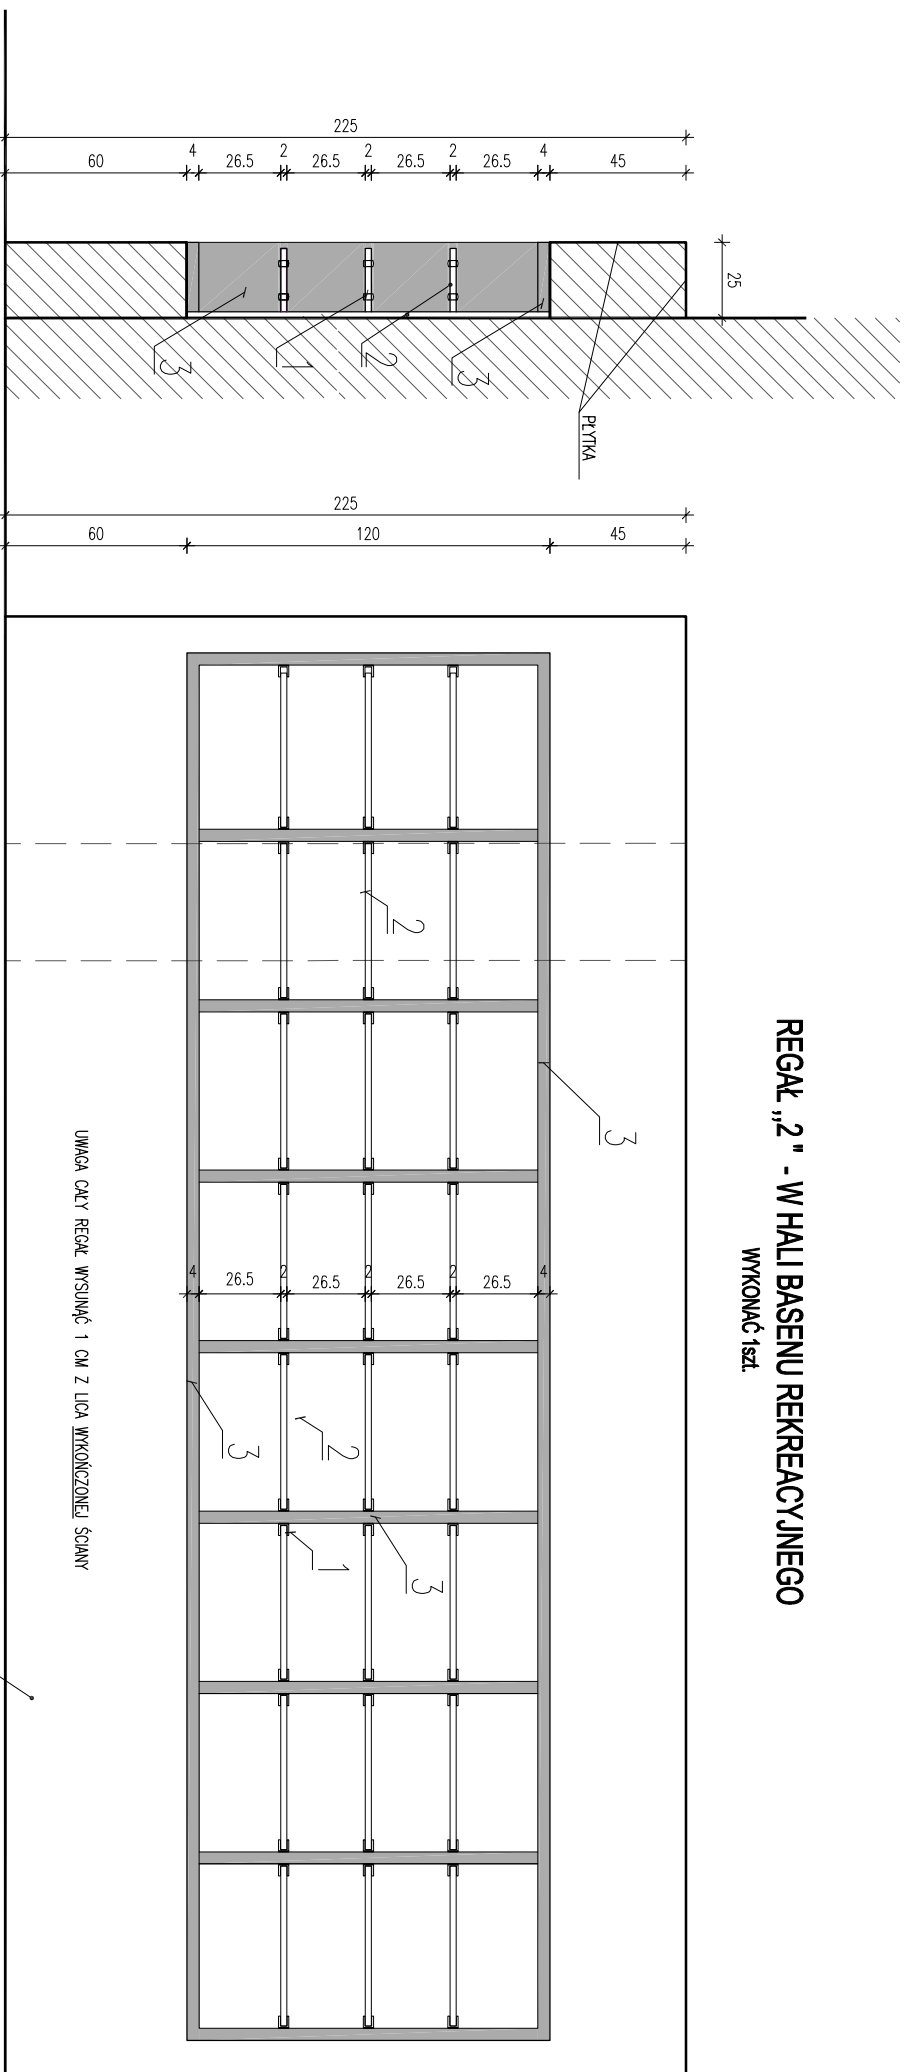 REGAŁ „2" - W HALI BASENU REKREACYJNEGO
WYKONAĆ 1szt.
225
4 2 2 2 4
60 26.5 26.5 26.5 26.5 45
25
3
1
2
3
PŁYTKA
225
60 120 45
2
3
4 2 2 2 4
26.5 26.5 26.5 26.5
3
2
1
3
UWAGA CAŁY REGAŁ WYSUNĄĆ 1 CM Z LICA WYKOŃCZONEJ ŚCIANY